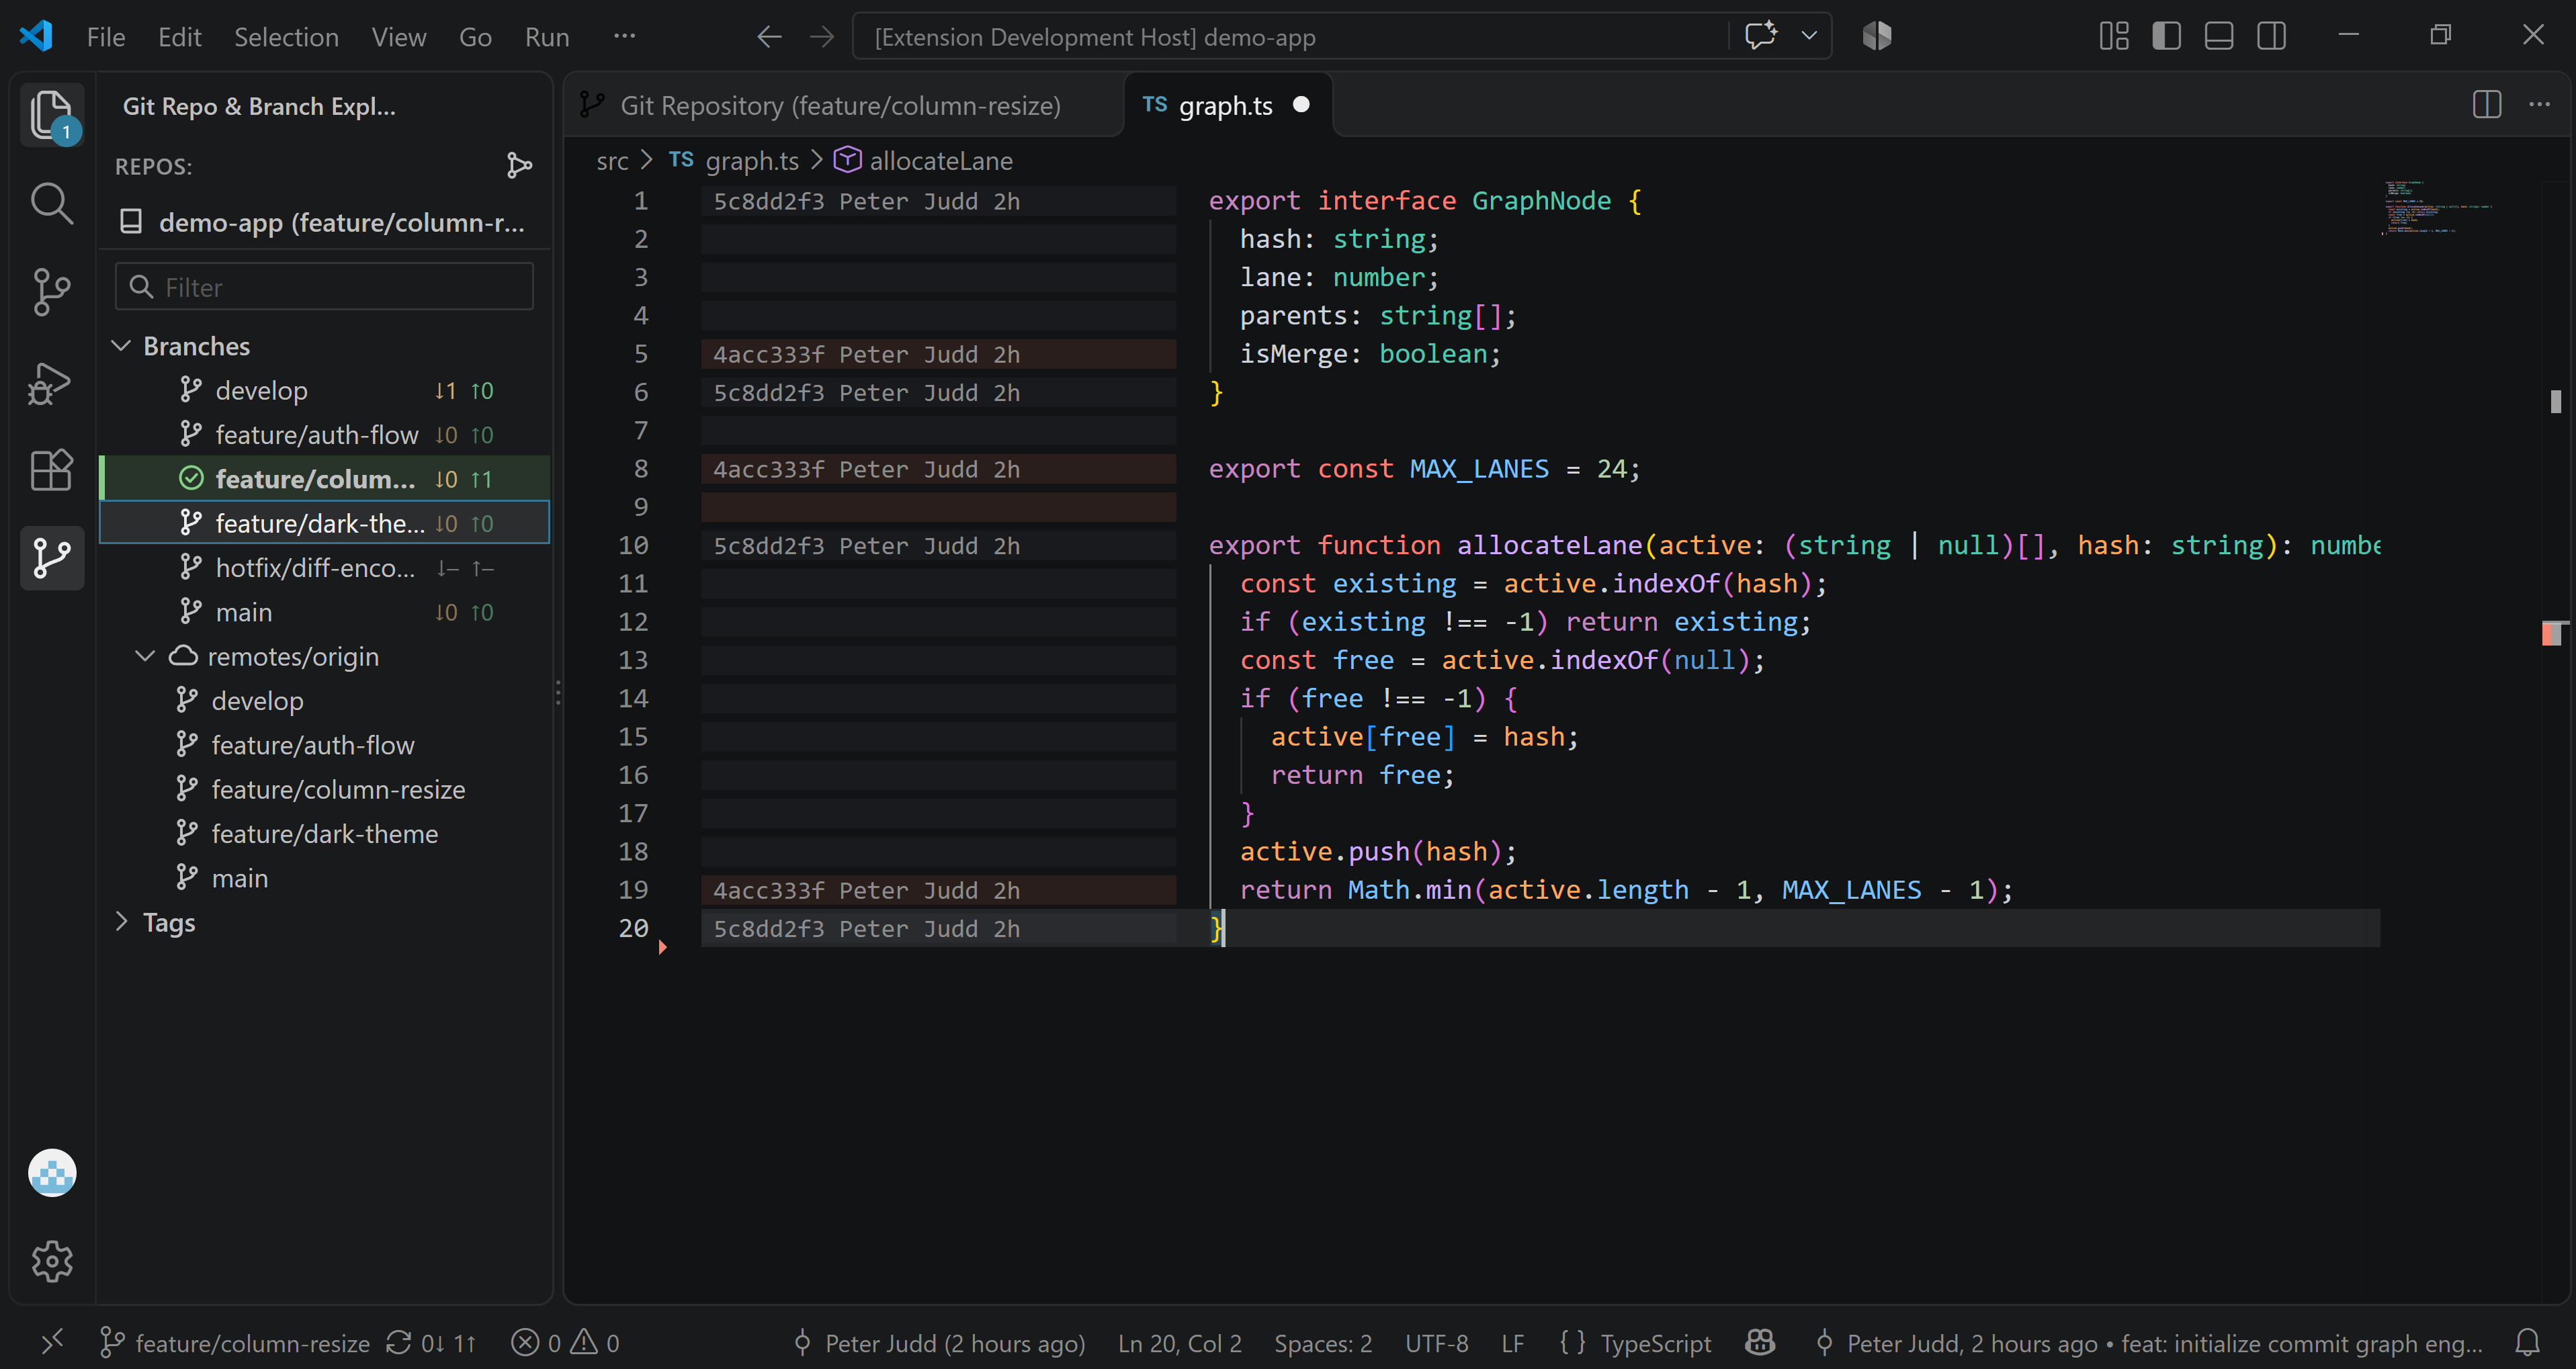 File Edit Selection View Go Run ···
[Extension Development Host] demo-app
Git Repo & Branch Expl...
REPOS:
demo-app (feature/column-r...
Filter
Branches
develop ↓1 ↑0
feature/auth-flow ↓0 ↑0
feature/colum... ↓0 ↑1
feature/dark-the... ↓0 ↑0
hotfix/diff-enco... ↓– ↑–
main ↓0 ↑0
remotes/origin
develop
feature/auth-flow
feature/column-resize
feature/dark-theme
main
Tags
1
Git Repository (feature/column-resize)
TS graph.ts
src > TS graph.ts > allocateLane
1 5c8dd2f3 Peter Judd 2h export interface GraphNode {
2 hash: string;
3 lane: number;
4 parents: string[];
5 4acc333f Peter Judd 2h isMerge: boolean;
6 5c8dd2f3 Peter Judd 2h }
7
8 4acc333f Peter Judd 2h export const MAX_LANES = 24;
9
10 5c8dd2f3 Peter Judd 2h export function allocateLane(active: (string | null)[], hash: string): numbe
11 const existing = active.indexOf(hash);
12 if (existing !== -1) return existing;
13 const free = active.indexOf(null);
14 if (free !== -1) {
15 active[free] = hash;
16 return free;
17 }
18 active.push(hash);
19 4acc333f Peter Judd 2h return Math.min(active.length - 1, MAX_LANES - 1);
20 5c8dd2f3 Peter Judd 2h }
feature/column-resize 0↓ 1↑ 0 0
Peter Judd (2 hours ago) Ln 20, Col 2 Spaces: 2 UTF-8 LF {} TypeScript Peter Judd, 2 hours ago • feat: initialize commit graph eng...